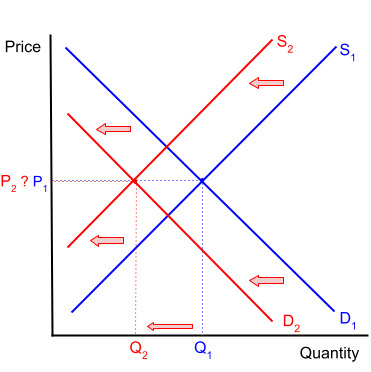 Price
S₂
S₁
P₂ ? P₁
D₂
D₁
Q₂
Q₁
Quantity